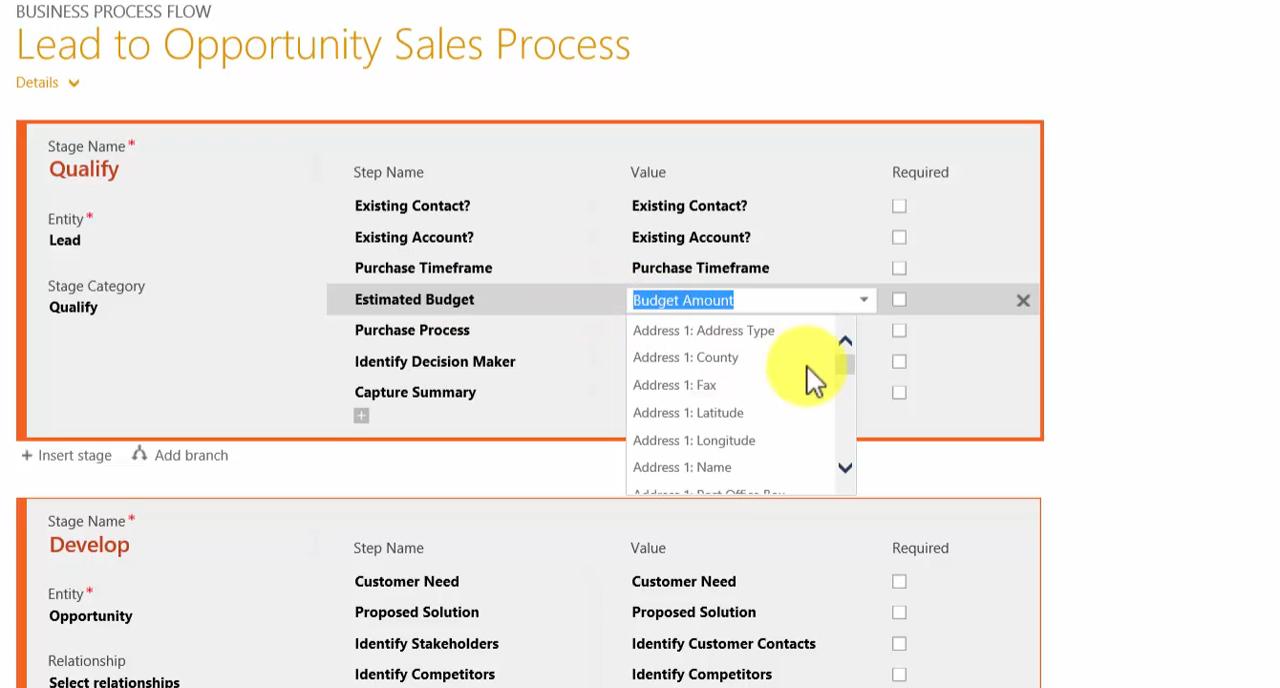 BUSINESS PROCESS FLOW
Lead to Opportunity Sales Process
Details
Stage Name*
Qualify
Entity*
Lead
Stage Category
Qualify
Step Name Value Required
Existing Contact? Existing Contact?
Existing Account? Existing Account?
Purchase Timeframe Purchase Timeframe
Estimated Budget Budget Amount
Purchase Process
Identify Decision Maker
Capture Summary
Address 1: Address Type
Address 1: County
Address 1: Fax
Address 1: Latitude
Address 1: Longitude
Address 1: Name
Address 1: Post Office Box
+ Insert stage Add branch
Stage Name*
Develop
Entity*
Opportunity
Relationship
Select relationships
Step Name Value Required
Customer Need Customer Need
Proposed Solution Proposed Solution
Identify Stakeholders Identify Customer Contacts
Identify Competitors Identify Competitors